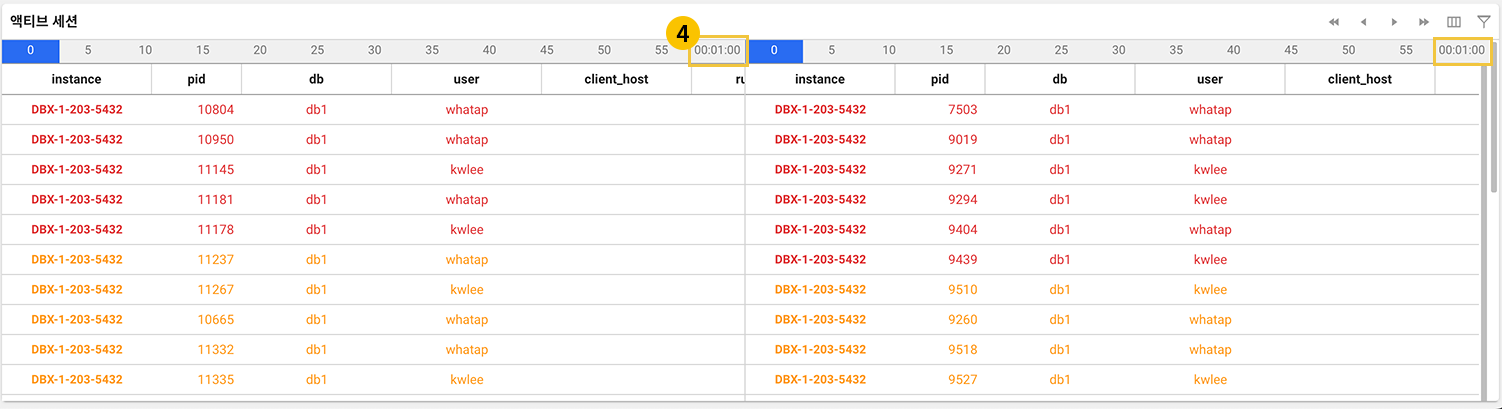 액티브 세션
4
0 5 10 15 20 25 30 35 40 45 50 55 00:01:00 0 5 10 15 20 25 30 35 40 45 50 55 00:01:00
instance pid db user client_host ru instance pid db user client_host
DBX-1-203-5432 10804 db1 whatap DBX-1-203-5432 7503 db1 whatap
DBX-1-203-5432 10950 db1 whatap DBX-1-203-5432 9019 db1 whatap
DBX-1-203-5432 11145 db1 kwlee DBX-1-203-5432 9271 db1 kwlee
DBX-1-203-5432 11181 db1 whatap DBX-1-203-5432 9294 db1 kwlee
DBX-1-203-5432 11178 db1 kwlee DBX-1-203-5432 9404 db1 whatap
DBX-1-203-5432 11237 db1 whatap DBX-1-203-5432 9439 db1 kwlee
DBX-1-203-5432 11267 db1 kwlee DBX-1-203-5432 9510 db1 kwlee
DBX-1-203-5432 10665 db1 whatap DBX-1-203-5432 9260 db1 whatap
DBX-1-203-5432 11332 db1 whatap DBX-1-203-5432 9518 db1 whatap
DBX-1-203-5432 11335 db1 kwlee DBX-1-203-5432 9527 db1 kwlee